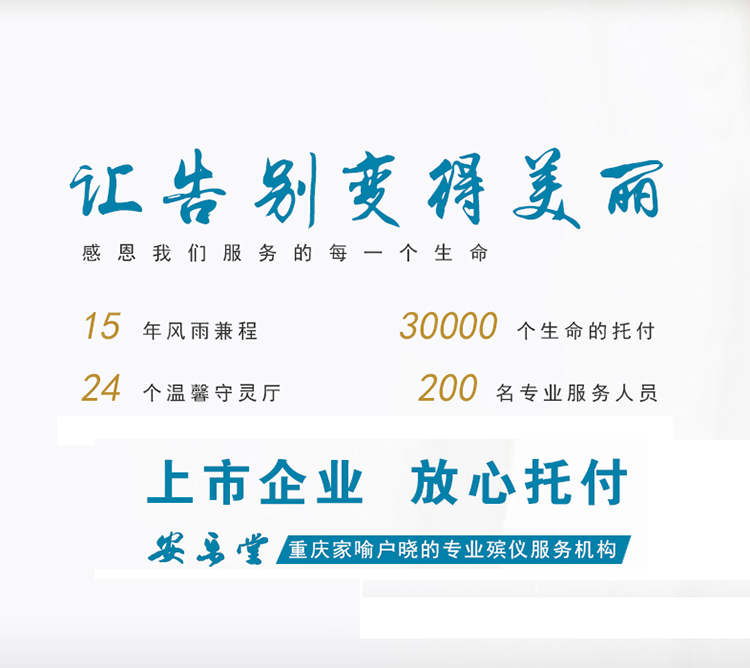 让告别变得美丽
感恩我们服务的每一个生命
15 年风雨兼程
30000 个生命的托付
24 个温馨守灵厅
200 名专业服务人员
上市企业 放心托付
安乐堂 重庆家喻户晓的专业殡仪服务机构